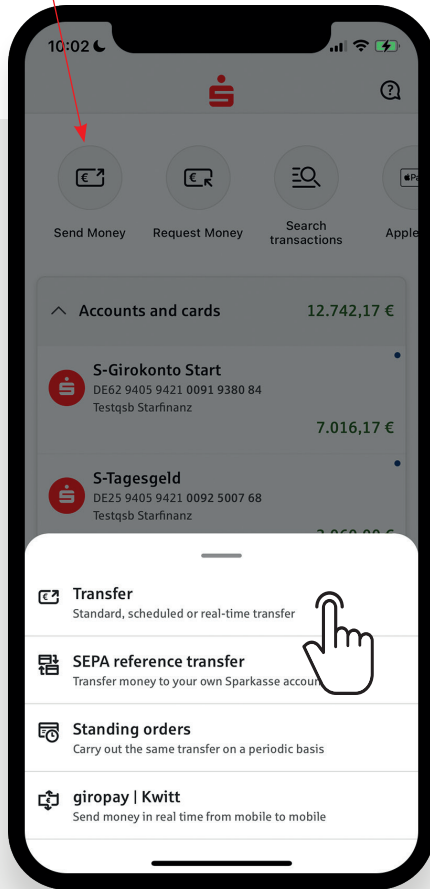 10:02
Send Money
Request Money
Search transactions
Apple
Accounts and cards 12.742,17 €
S-Girokonto Start
DE62 9405 9421 0091 9380 84
Testqsb Starfinanz
7.016,17 €
S-Tagesgeld
DE25 9405 9421 0092 5007 68
Testqsb Starfinanz
Transfer
Standard, scheduled or real-time transfer
SEPA reference transfer
Transfer money to your own Sparkasse
Standing orders
Carry out the same transfer on a periodic basis
giropay | Kwitt
Send money in real time from mobile to mobile